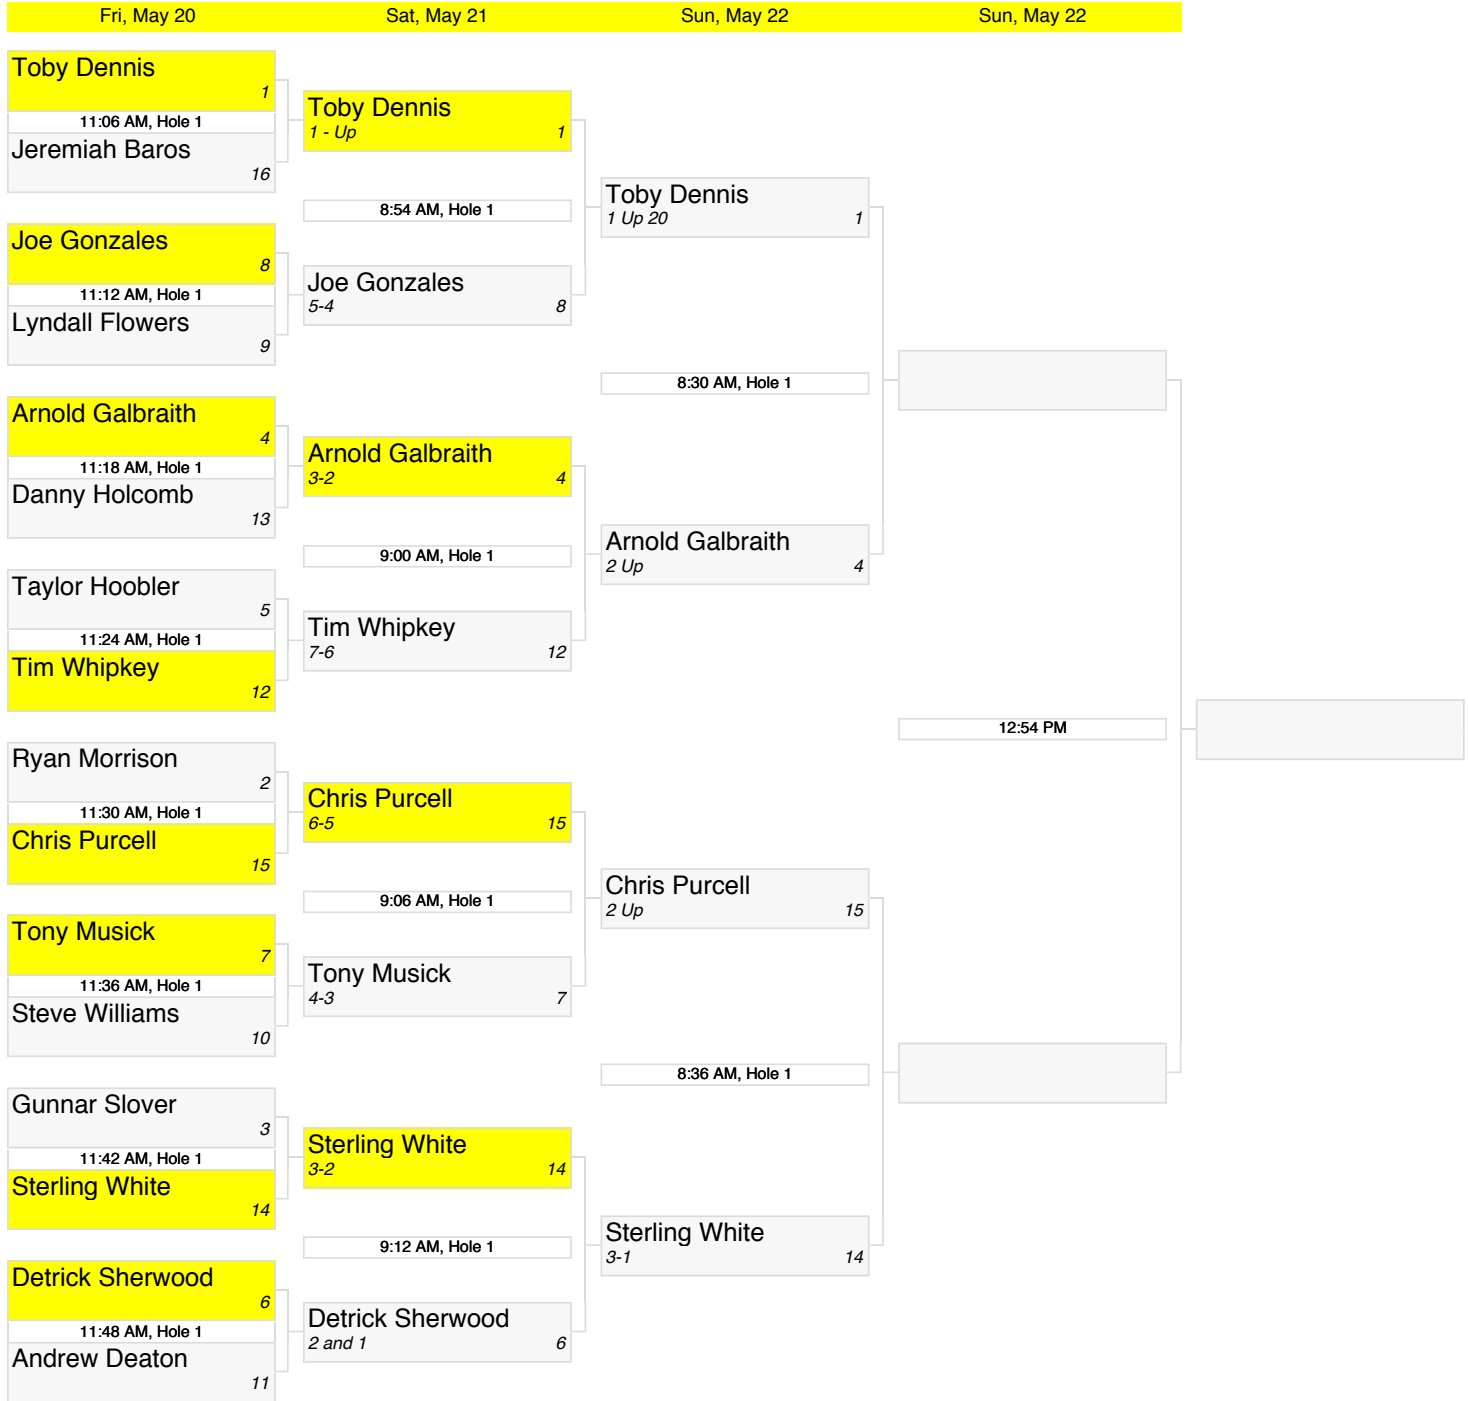 Fri, May 20
Sat, May 21
Sun, May 22
Sun, May 22
Toby Dennis
1
11:06 AM, Hole 1
Jeremiah Baros
16
Joe Gonzales
8
11:12 AM, Hole 1
Lyndall Flowers
9
Arnold Galbraith
4
11:18 AM, Hole 1
Danny Holcomb
13
Taylor Hoobler
5
11:24 AM, Hole 1
Tim Whipkey
12
Ryan Morrison
2
11:30 AM, Hole 1
Chris Purcell
15
Tony Musick
7
11:36 AM, Hole 1
Steve Williams
10
Gunnar Slover
3
11:42 AM, Hole 1
Sterling White
14
Detrick Sherwood
6
11:48 AM, Hole 1
Andrew Deaton
11
Toby Dennis
1 - Up 1
8:54 AM, Hole 1
Joe Gonzales
5-4 8
Arnold Galbraith
3-2 4
9:00 AM, Hole 1
Tim Whipkey
7-6 12
Chris Purcell
6-5 15
9:06 AM, Hole 1
Tony Musick
4-3 7
Sterling White
3-2 14
9:12 AM, Hole 1
Detrick Sherwood
2 and 1 6
Toby Dennis
1 Up 20 1
8:30 AM, Hole 1
Arnold Galbraith
2 Up 4
Chris Purcell
2 Up 15
8:36 AM, Hole 1
Sterling White
3-1 14
12:54 PM